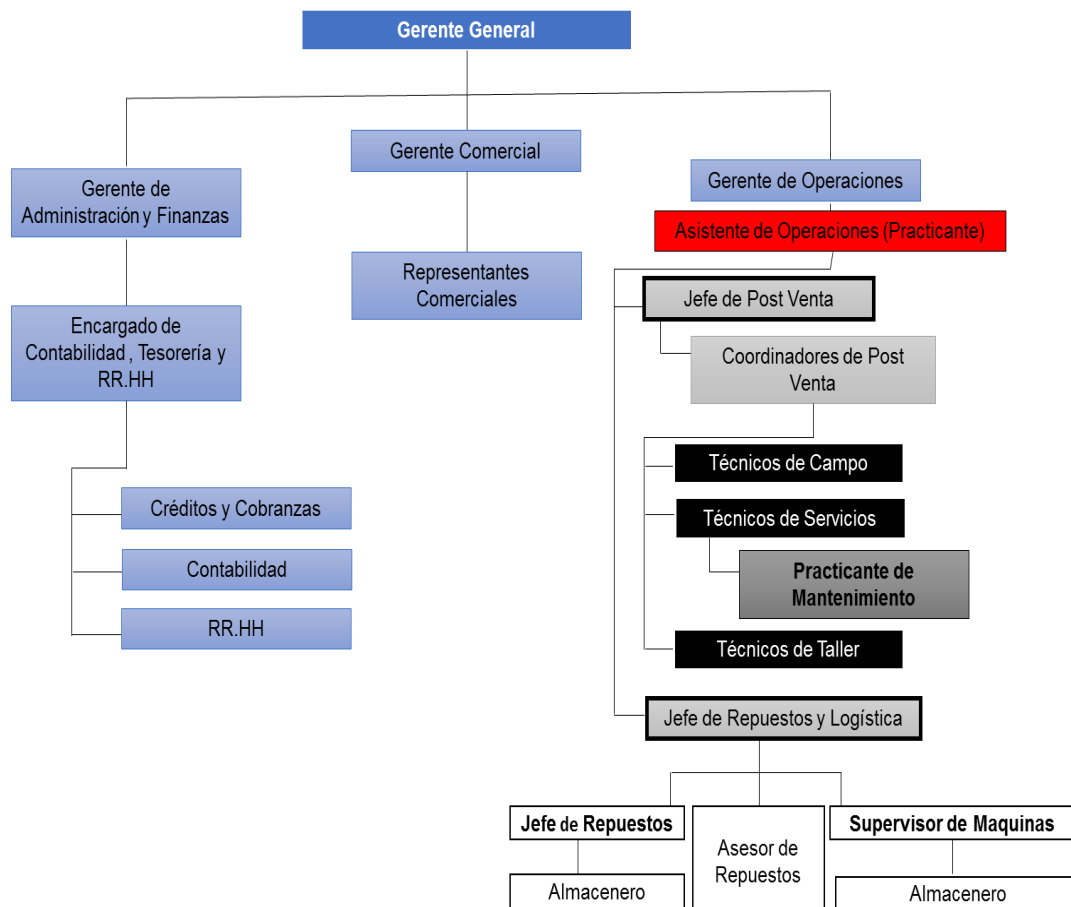 Gerente General
Gerente Comercial
Gerente de
Administración y Finanzas
Gerente de Operaciones
Asistente de Operaciones (Practicante)
Representantes
Comerciales
Jefe de Post Venta
Encargado de
Contabilidad , Tesorería y
RR.HH
Coordinadores de Post
Venta
Técnicos de Campo
Créditos y Cobranzas
Técnicos de Servicios
Contabilidad
Practicante de
Mantenimiento
RR.HH
Técnicos de Taller
Jefe de Repuestos y Logística
Jefe de Repuestos
Asesor de
Repuestos
Supervisor de Maquinas
Almacenero
Almacenero